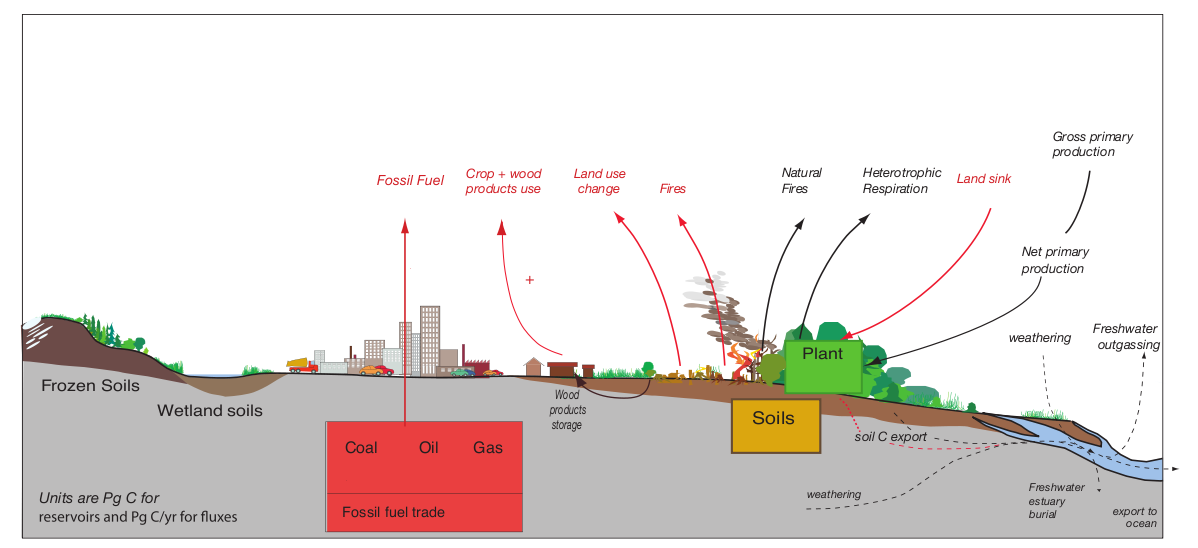 Gross primary
production
Fossil Fuel
Crop + wood
products use
Land use
change
Fires
Natural
Fires
Heterotrophic
Respiration
Land sink
Net primary
production
+
weathering
Freshwater
outgassing
Plant
Frozen Soils
Wetland soils
Wood
products
storage
Soils
soil C export
Coal
Oil
Gas
weathering
Freshwater
estuary
burial
export to
ocean
Fossil fuel trade
Units are Pg C for
reservoirs and Pg C/yr for fluxes